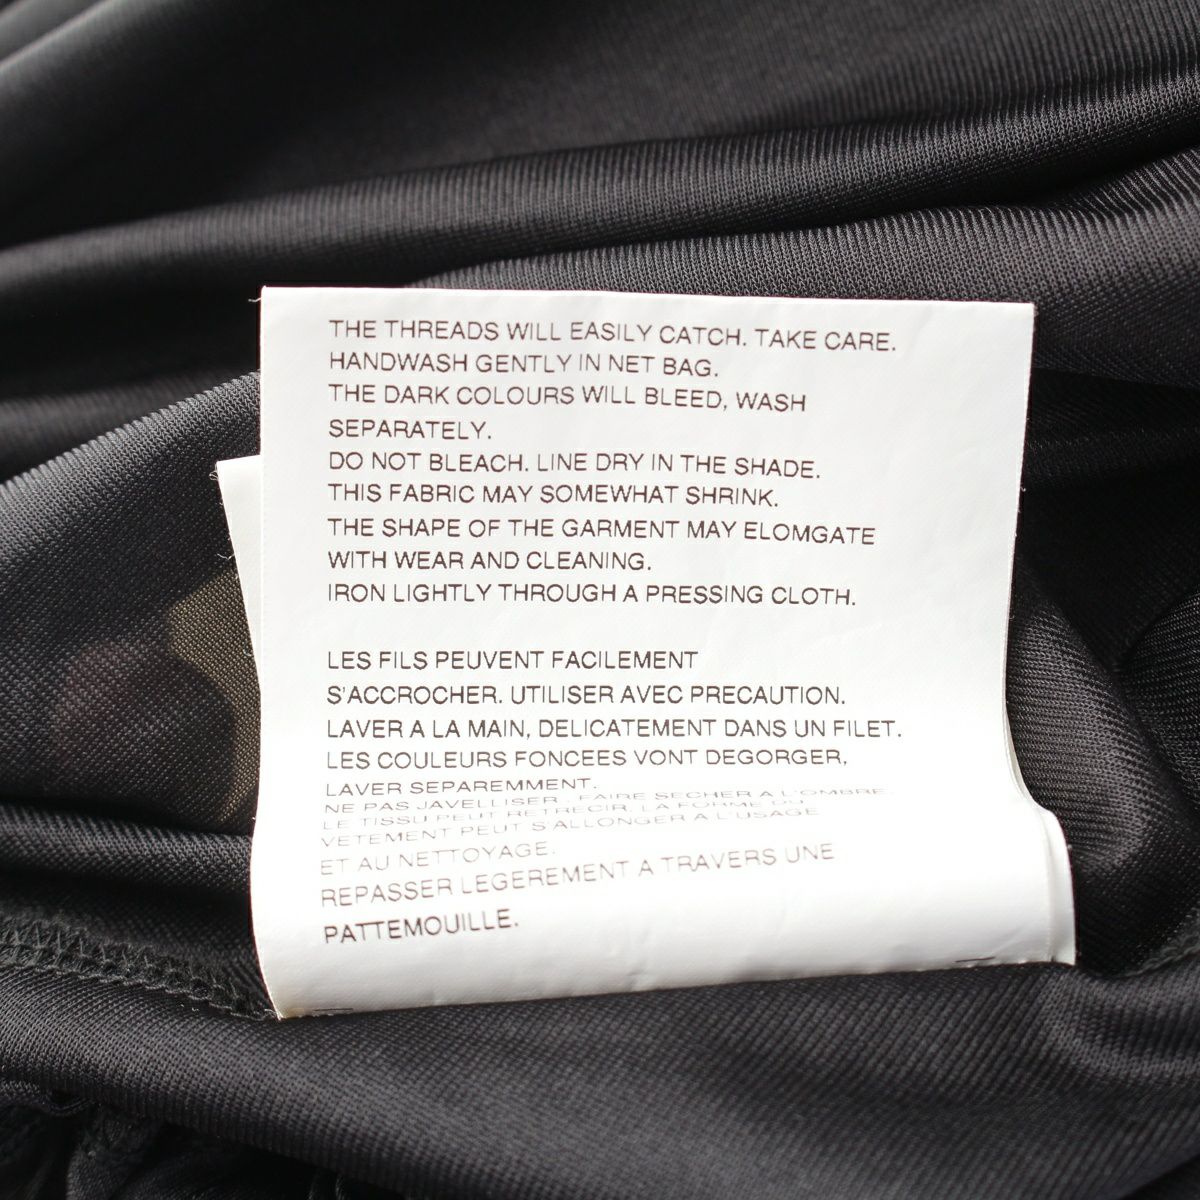 THE THREADS WILL EASILY CATCH. TAKE CARE.
HANDWASH GENTLY IN NET BAG.
THE DARK COLOURS WILL BLEED, WASH
SEPARATELY.
DO NOT BLEACH. LINE DRY IN THE SHADE.
THIS FABRIC MAY SOMEWHAT SHRINK.
THE SHAPE OF THE GARMENT MAY ELOMGATE
WITH WEAR AND CLEANING.
IRON LIGHTLY THROUGH A PRESSING CLOTH.
LES FILS PEUVENT FACILEMENT
S'ACCROCHER. UTILISER AVEC PRECAUTION.
LAVER A LA MAIN, DELICATEMENT DANS UN FILET.
LES COULEURS FONCEES VONT DEGORGER,
LAVER SEPAREMMENT.
NE PAS JAVELLISER. FAIRE SECHER A L'OMBRE.
LE TISSU PEUT RETRECIR. LA FORME DU
VETEMENT PEUT S'ALLONGER A L'USAGE
ET AU NETTOYAGE.
REPASSER LEGEREMENT A TRAVERS UNE
PATTEMOUILLE.